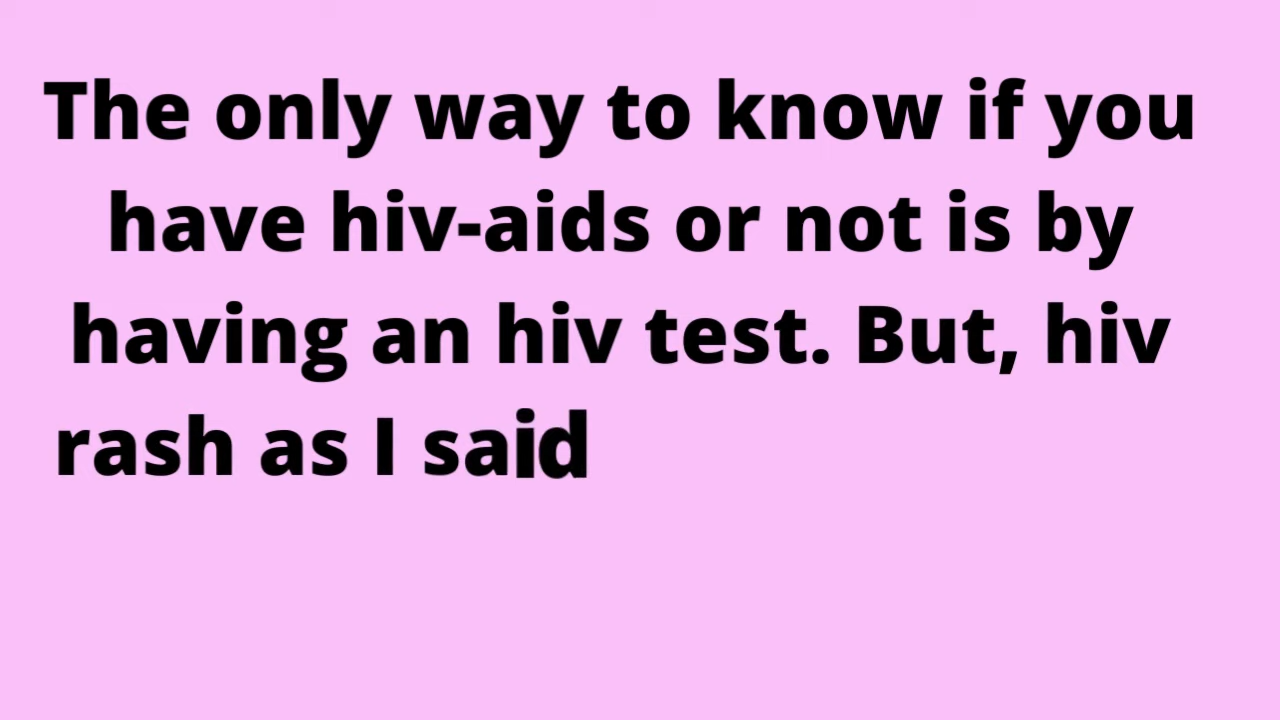 The only way to know if you
have hiv-aids or not is by
having an hiv test. But, hiv
rash as I said